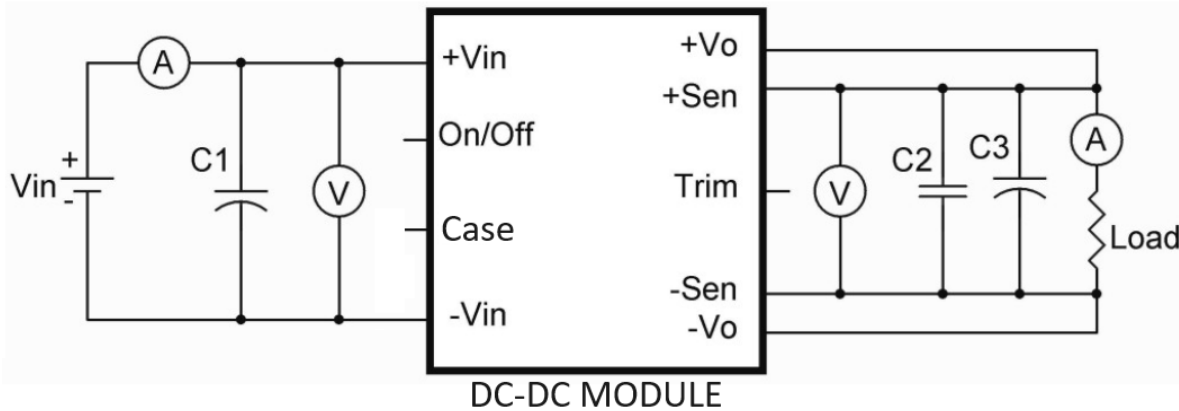 A
+Vin
On/Off
Case
-Vin
+
Vin
-
C1
V
+Vo
+Sen
Trim
-Sen
-Vo
V
C2
C3
A
Load
DC-DC MODULE